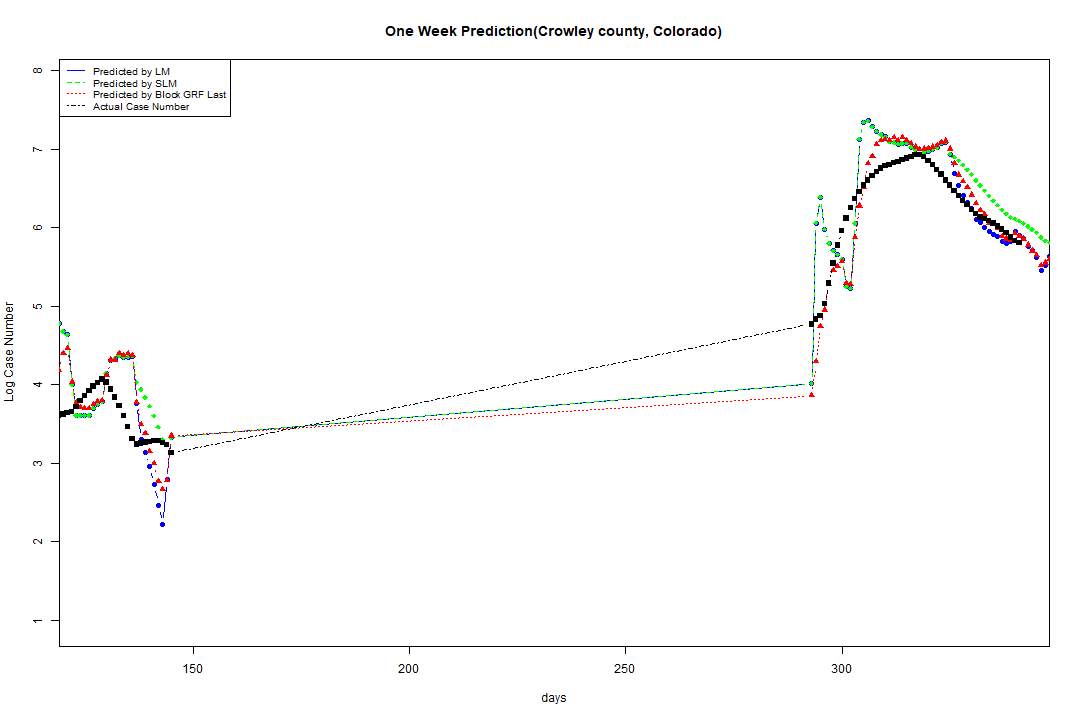 One Week Prediction(Crowley county, Colorado)
Predicted by LM
Predicted by SLM
Predicted by Block GRF Last
Actual Case Number
8
7
6
5
4
3
2
1
Log Case Number
150
200
250
300
days